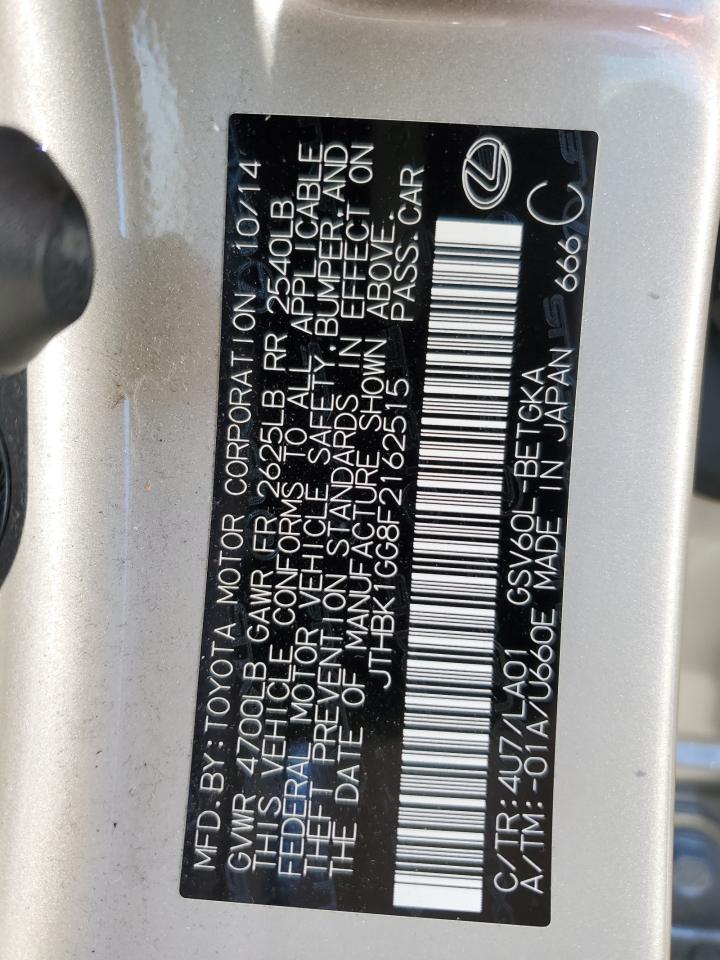 MFD.BY:TOYOTA MOTOR CORPORATION 10/14
GVWR 4700LB GAWR FR 2625LB RR 2540LB
THIS VEHICLE CONFORMS TO ALL APPLICABLE
FEDERAL MOTOR VEHICLE SAFETY,BUMPER,AND
THEFT PREVENTION STANDARDS IN EFFECT ON
THE DATE OF MANUFACTURE SHOWN ABOVE.
JTHBK1GG8F2162515 PASS.CAR
C/TR:4U7/LA01 GSV60L-BETGKA
A/TM:-01A/U660E MADE IN JAPAN 666 C